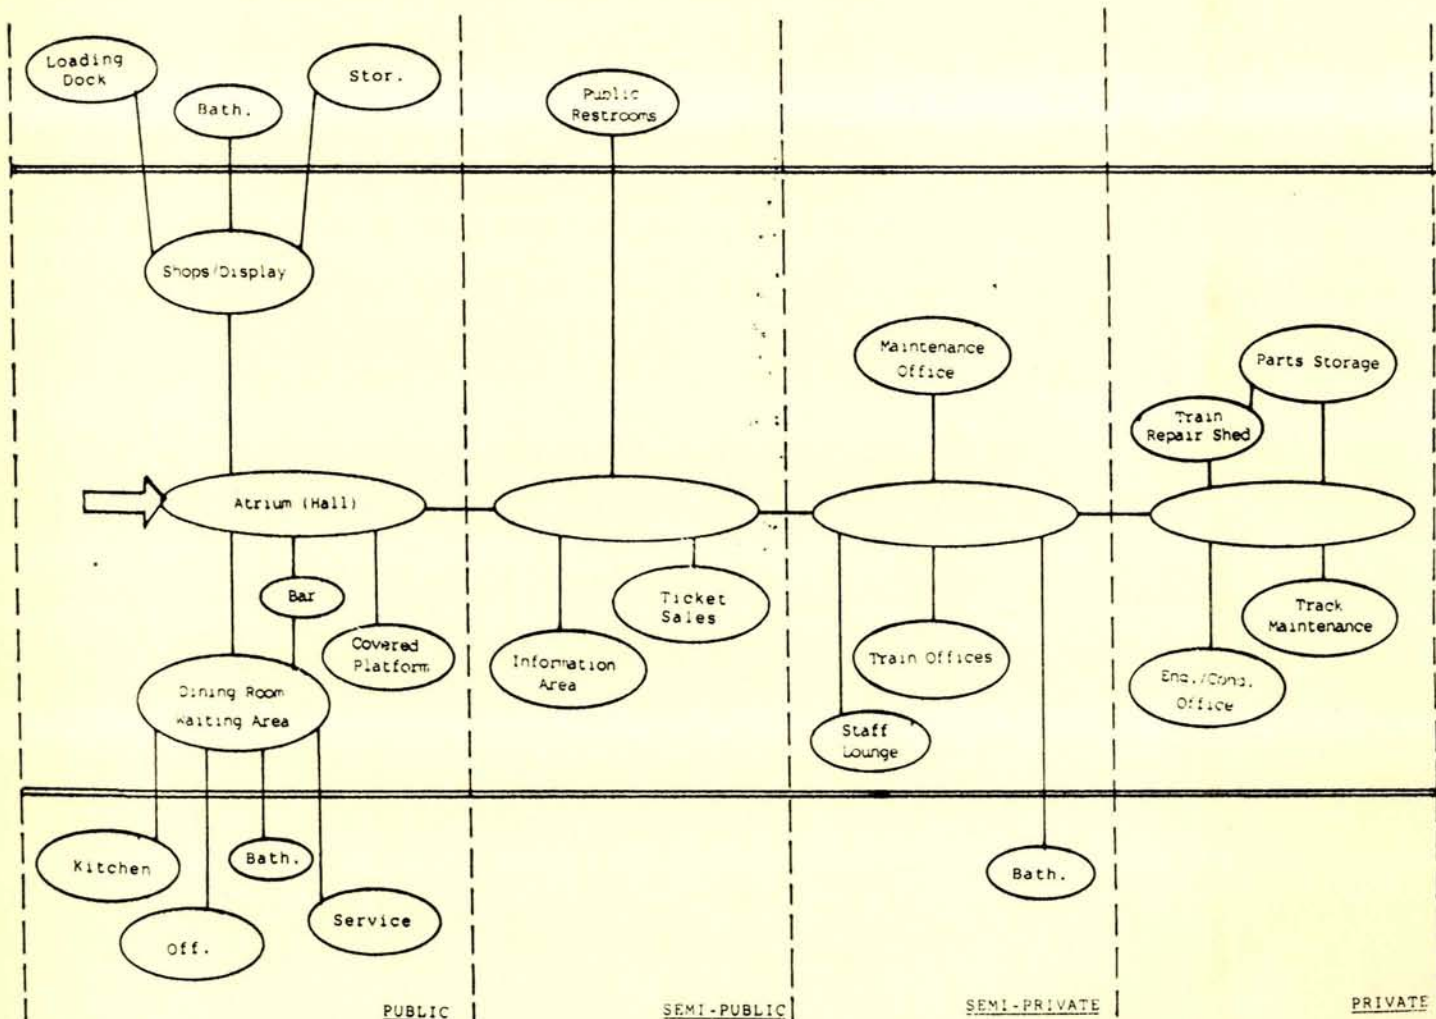 Loading
Dock
Bath.
Stor.
Public
Restrooms
Shops/Display
Maintenance
Office
Parts Storage
Train
Repair Shed
Atrium (Hall)
Bar
Covered
Platform
Ticket
Sales
Information
Area
Train Offices
Track
Maintenance
Dining Room
Waiting Area
Eng./Cond.
Office
Staff
Lounge
Kitchen
Bath.
Off.
Service
Bath.
PUBLIC
SEMI-PUBLIC
SEMI-PRIVATE
PRIVATE